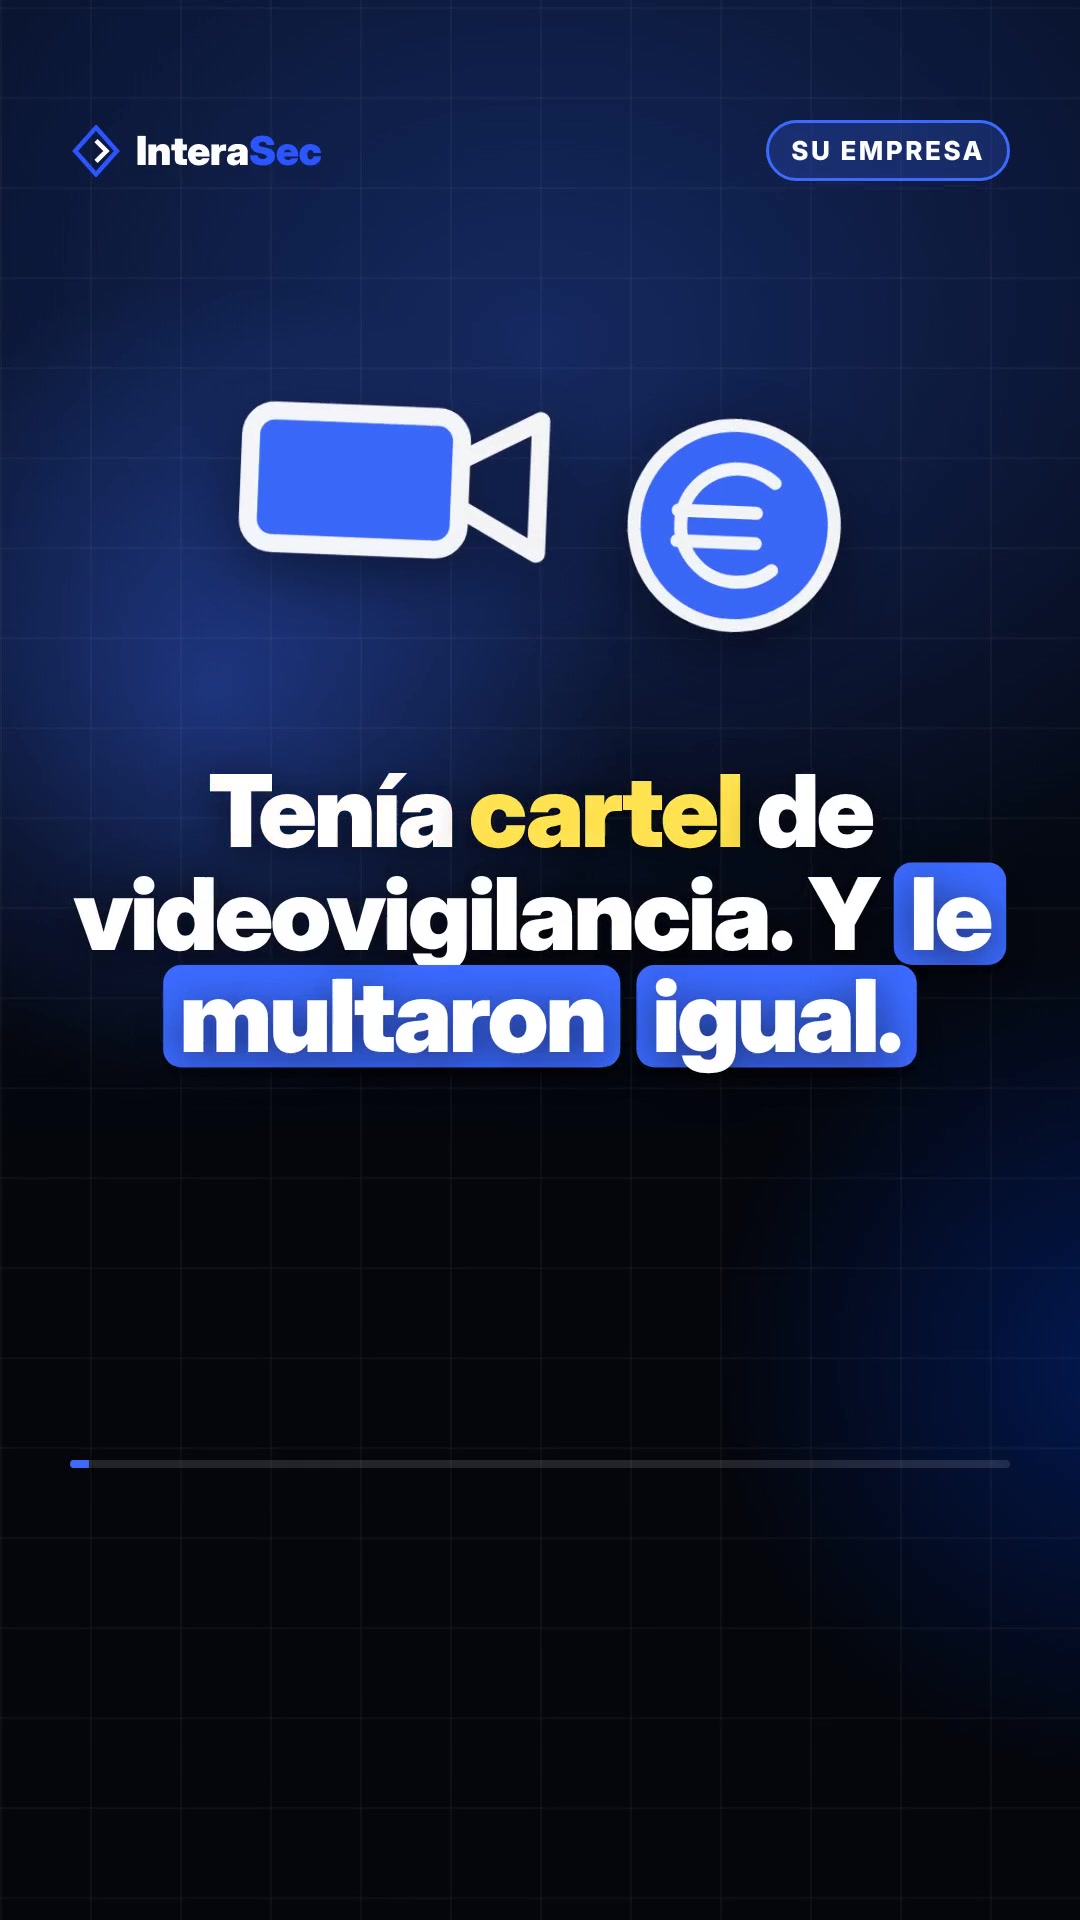 InteraSec
SU EMPRESA
€
Tenía cartel de
videovigilancia. Y le
multaron igual.